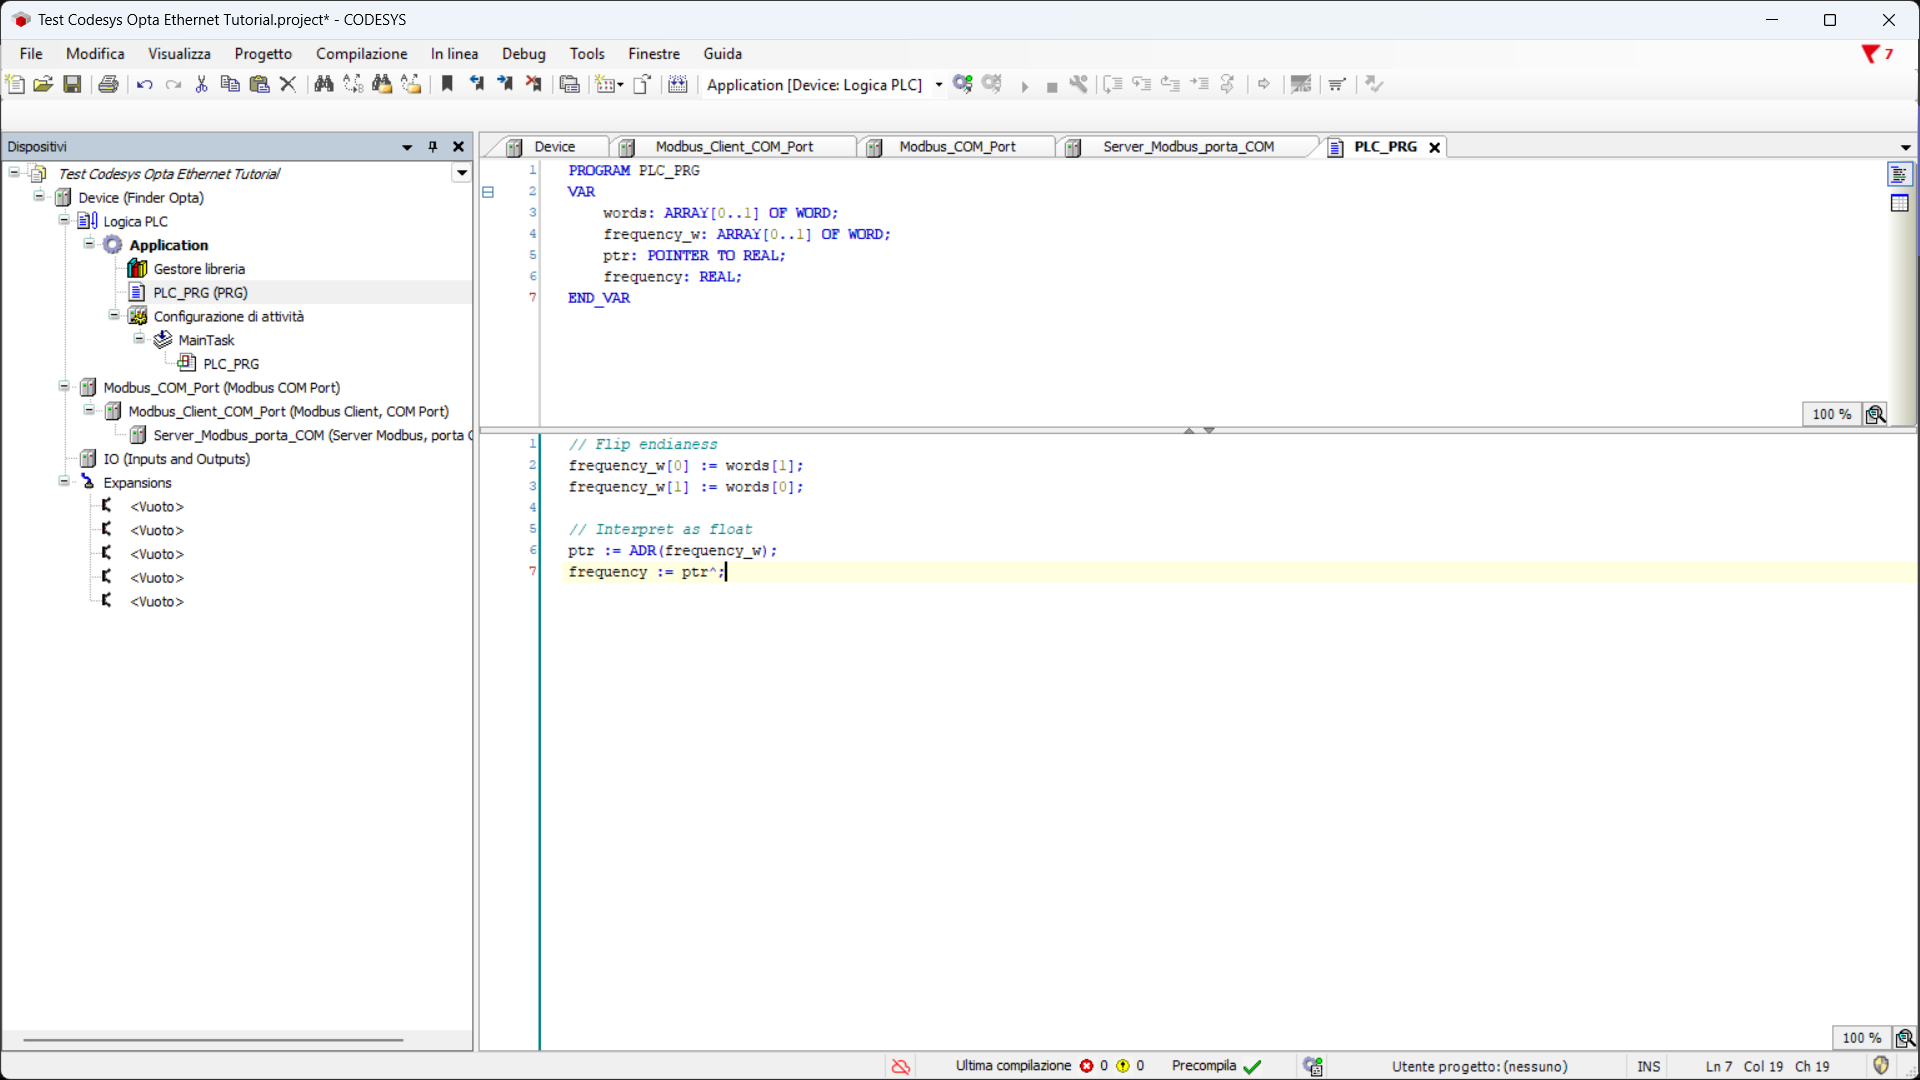 Test Codesys Opta Ethernet Tutorial.project* - CODESYS
File Modifica Visualizza Progetto Compilazione In linea Debug Tools Finestre Guida
7
Application [Device: Logica PLC]
Dispositivi
Test Codesys Opta Ethernet Tutorial
Device (Finder Opta)
Logica PLC
Application
Gestore libreria
PLC_PRG (PRG)
Configurazione di attività
MainTask
PLC_PRG
Modbus_COM_Port (Modbus COM Port)
Modbus_Client_COM_Port (Modbus Client, COM Port)
Server_Modbus_porta_COM (Server Modbus, porta C
IO (Inputs and Outputs)
Expansions
<Vuoto>
<Vuoto>
<Vuoto>
<Vuoto>
<Vuoto>
Device Modbus_Client_COM_Port Modbus_COM_Port Server_Modbus_porta_COM PLC_PRG
1 PROGRAM PLC_PRG
2 VAR
3 words: ARRAY[0..1] OF WORD;
4 frequency_w: ARRAY[0..1] OF WORD;
5 ptr: POINTER TO REAL;
6 frequency: REAL;
7 END_VAR
100 %
1 // Flip endianess
2 frequency_w[0] := words[1];
3 frequency_w[1] := words[0];
4
5 // Interpret as float
6 ptr := ADR(frequency_w);
7 frequency := ptr^;
100 %
Ultima compilazione 0 0 Precompila Utente progetto: (nessuno) INS Ln 7 Col 19 Ch 19